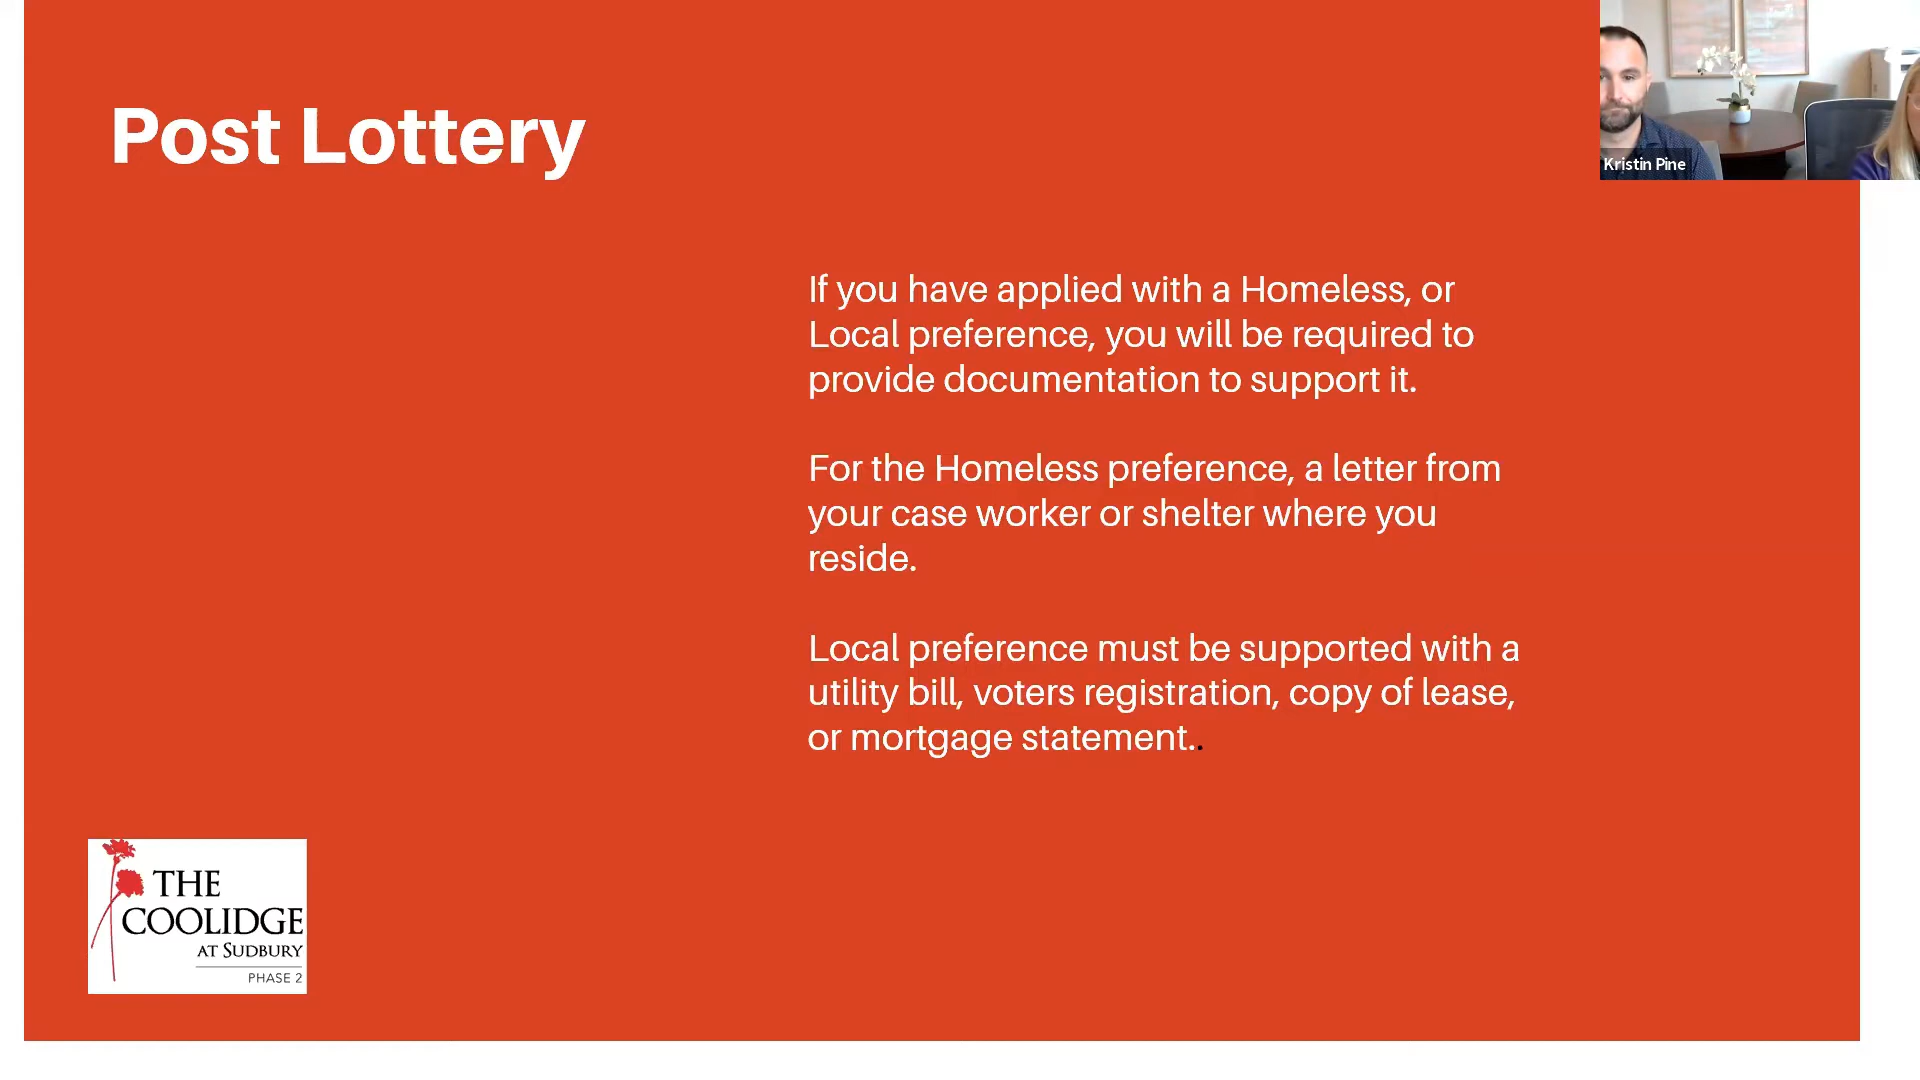 Post Lottery
Kristin Pine
If you have applied with a Homeless, or
Local preference, you will be required to
provide documentation to support it.
For the Homeless preference, a letter from
your case worker or shelter where you
reside.
Local preference must be supported with a
utility bill, voters registration, copy of lease,
or mortgage statement..
THE
COOLIDGE
AT SUDBURY
PHASE 2